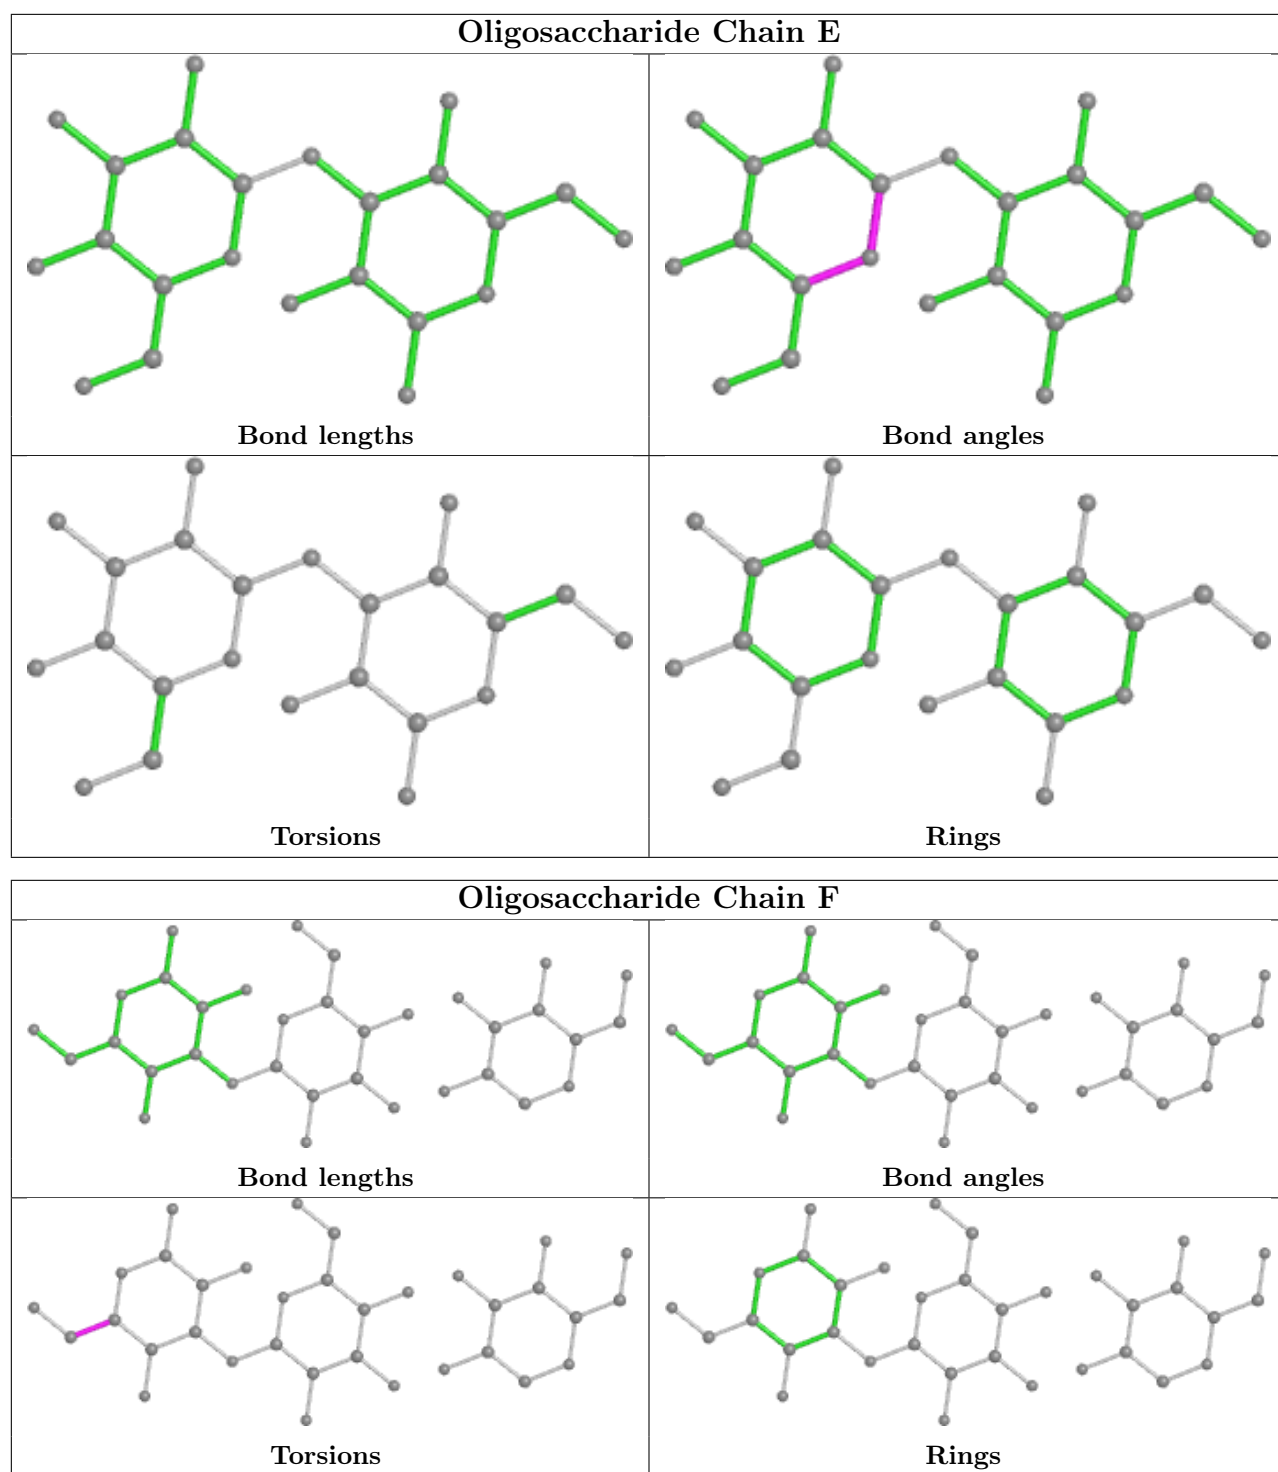 Oligosaccharide Chain E
Bond lengths
Bond angles
Torsions
Rings
Oligosaccharide Chain F
Bond lengths
Bond angles
Torsions
Rings